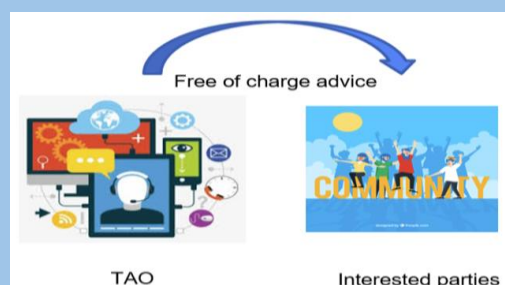 Free of charge advice
COMMUNITY
TAO
Interested parties